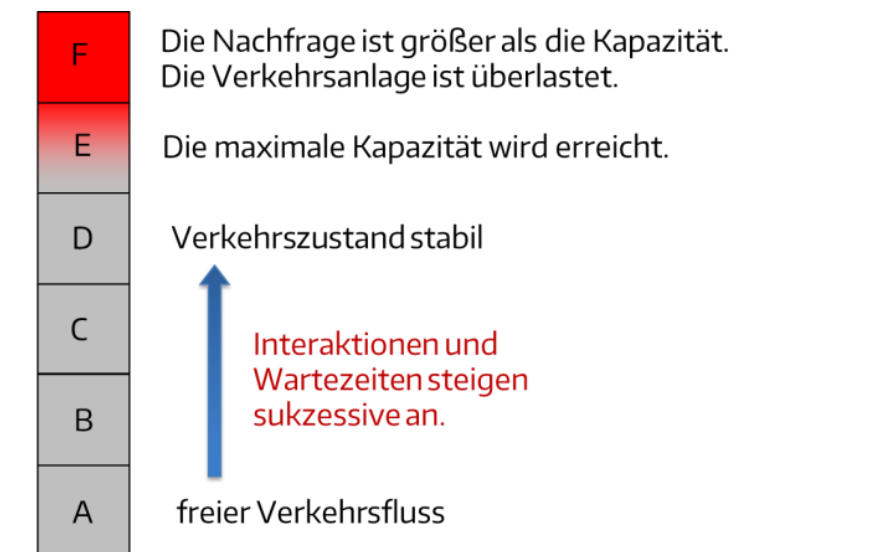 F
Die Nachfrage ist größer als die Kapazität.
Die Verkehrsanlage ist überlastet.
E
Die maximale Kapazität wird erreicht.
D
Verkehrszustand stabil
C
Interaktionen und
Wartezeiten steigen
sukzessive an.
B
A
freier Verkehrsfluss